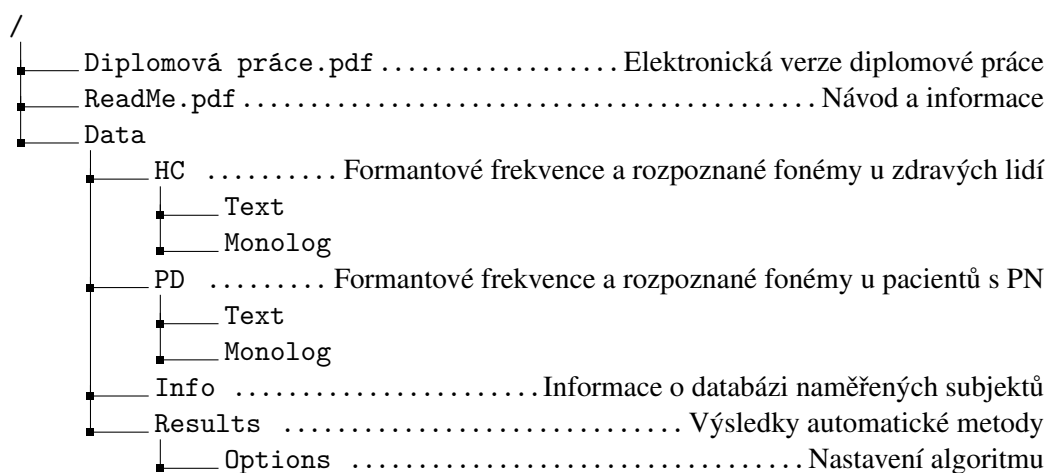 /
Diplomová práce.pdf .................. Elektronická verze diplomové práce
ReadMe.pdf .......................................... Návod a informace
Data
HC .......... Formantové frekvence a rozpoznané fonémy u zdravých lidí
Text
Monolog
PD ......... Formantové frekvence a rozpoznané fonémy u pacientů s PN
Text
Monolog
Info ...................... Informace o databázi naměřených subjektů
Results .............................. Výsledky automatické metody
Options ................................. Nastavení algoritmu